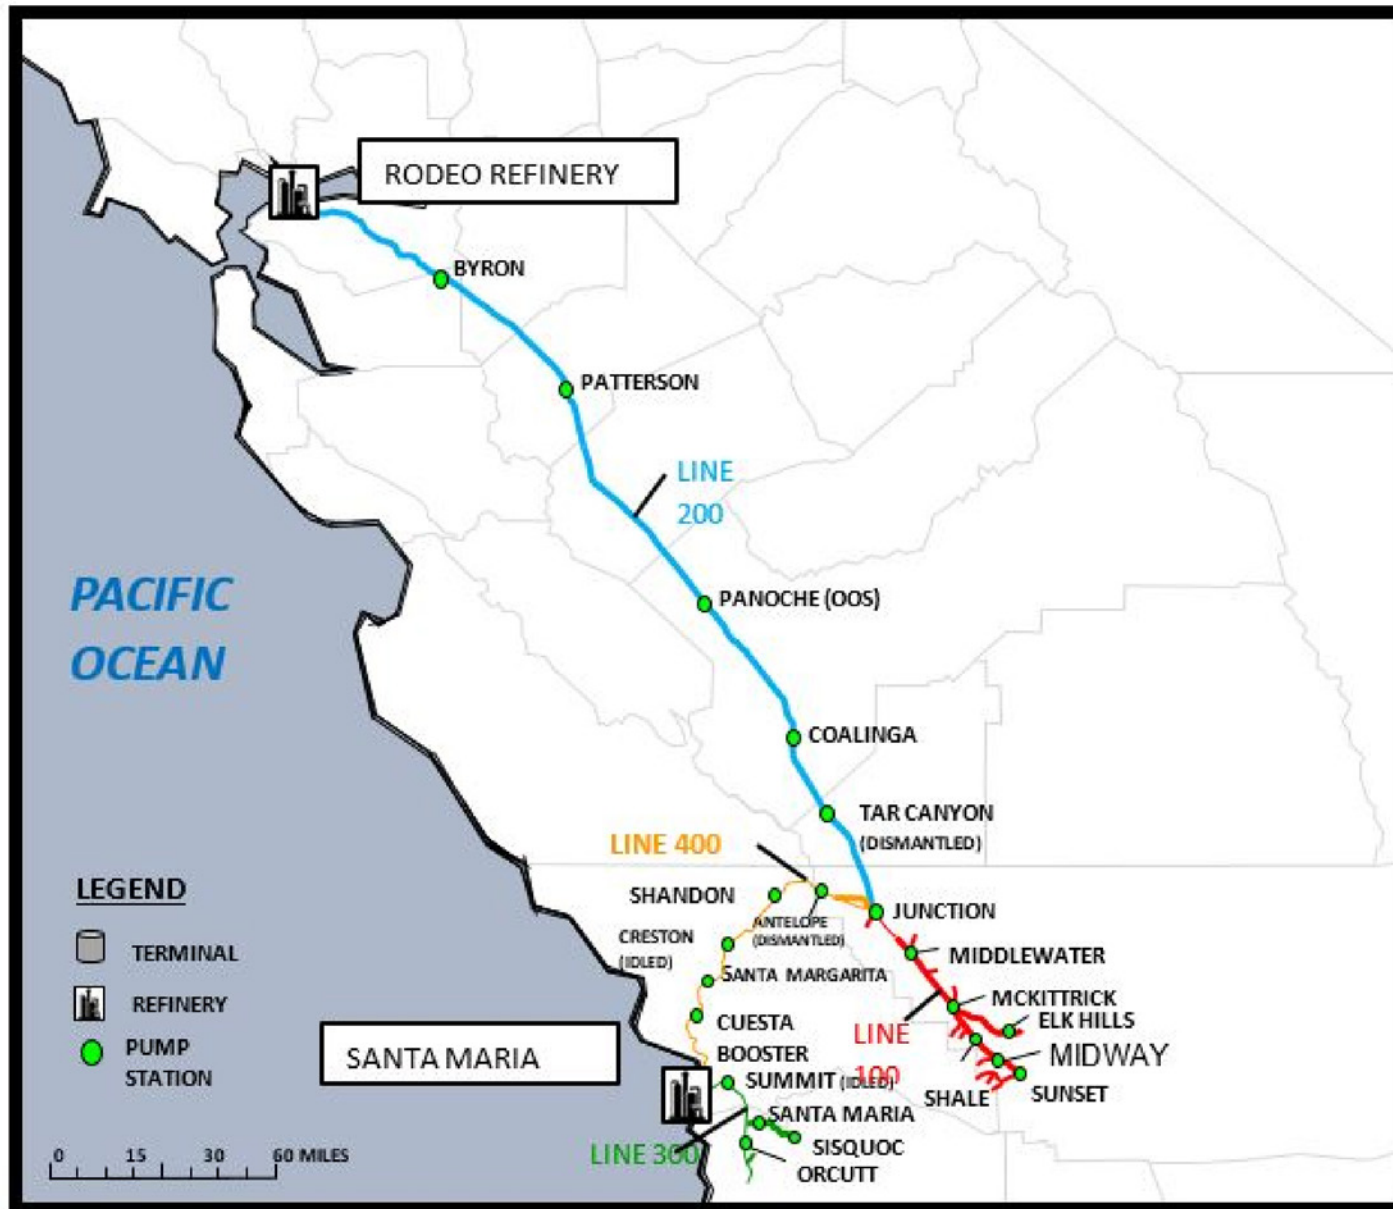 RODEO REFINERY
BYRON
PATTERSON
LINE
200
PACIFIC
OCEAN
PANOCHE (OOS)
COALINGA
TAR CANYON
(DISMANTLED)
LINE 400
LEGEND
SHANDON
JUNCTION
ANTELOPE
(DISMANTLED)
CRESTON
(IDLED)
TERMINAL
MIDDLEWATER
SANTA MARGARITA
REFINERY
MCKITTRICK
ELK HILLS
CUESTA
BOOSTER
LINE
100
PUMP
STATION
SANTA MARIA
MIDWAY
SUMMIT (IDLED)
SHALE
SUNSET
SANTA MARIA
0 15 30 60 MILES
LINE 300
SISQUOC
ORCUTT